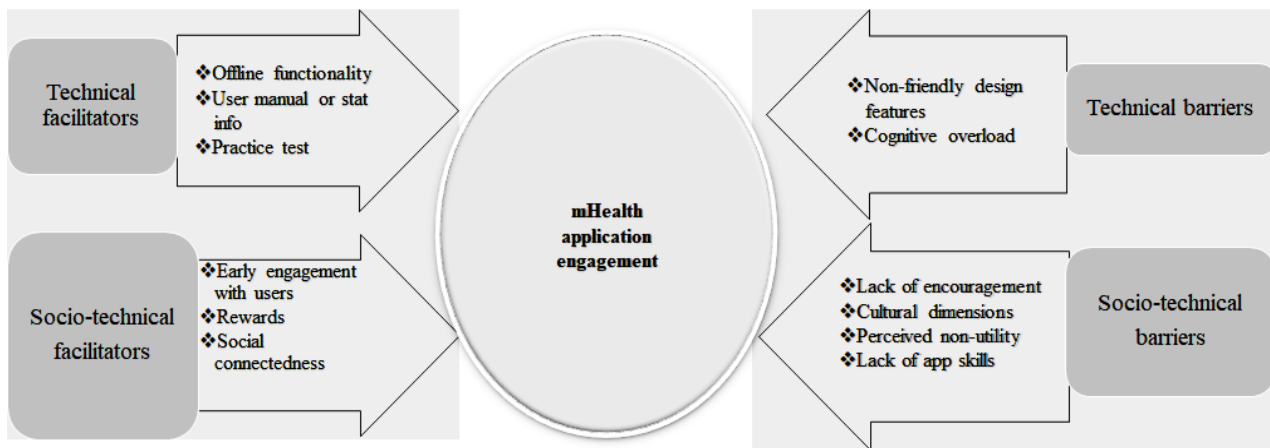 Technical
facilitators
❖Offline functionality
❖User manual or stat
info
❖Practice test
Socio-technical
facilitators
❖Early engagement
with users
❖Rewards
❖Social
connectedness
mHealth
application
engagement
❖Non-friendly design
features
❖Cognitive overload
Technical barriers
❖Lack of encouragement
❖Cultural dimensions
❖Perceived non-utility
❖Lack of app skills
Socio-technical
barriers